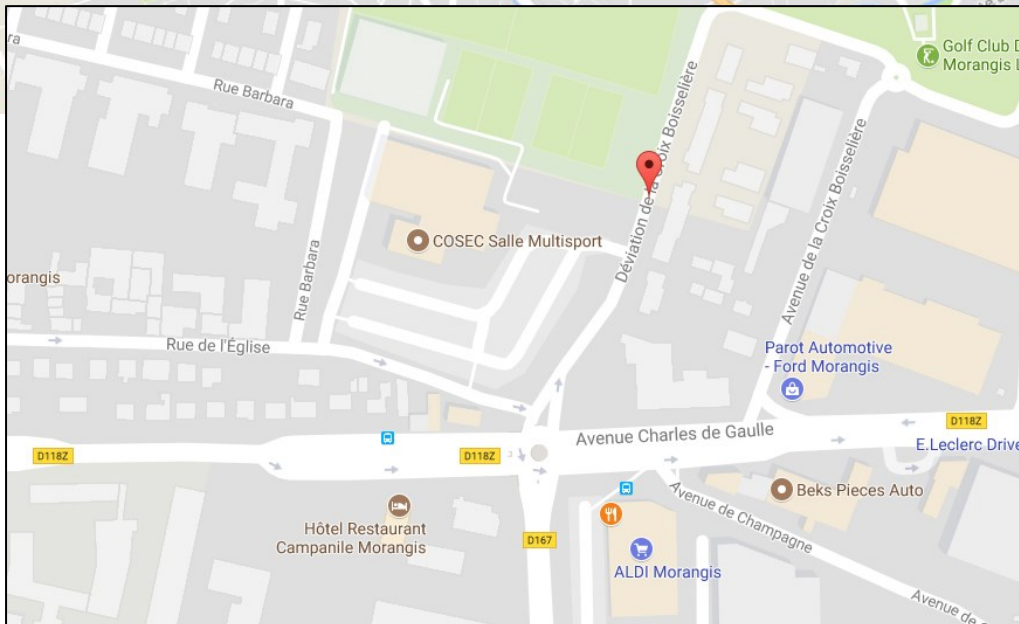 ra
Rue Barbara
Golf Club D
Morangis L
Déviation de la Croix Boisselière
Avenue de la Croix Boisselière
COSEC Salle Multisport
Rue Barbara
orangis
Rue de l'Église
Parot Automotive
- Ford Morangis
D118Z
Avenue Charles de Gaulle
D118Z
D118Z
E.Leclerc Drive
Beks Pieces Auto
Avenue de Champagne
Hôtel Restaurant
Campanile Morangis
D167
ALDI Morangis
Avenue de C